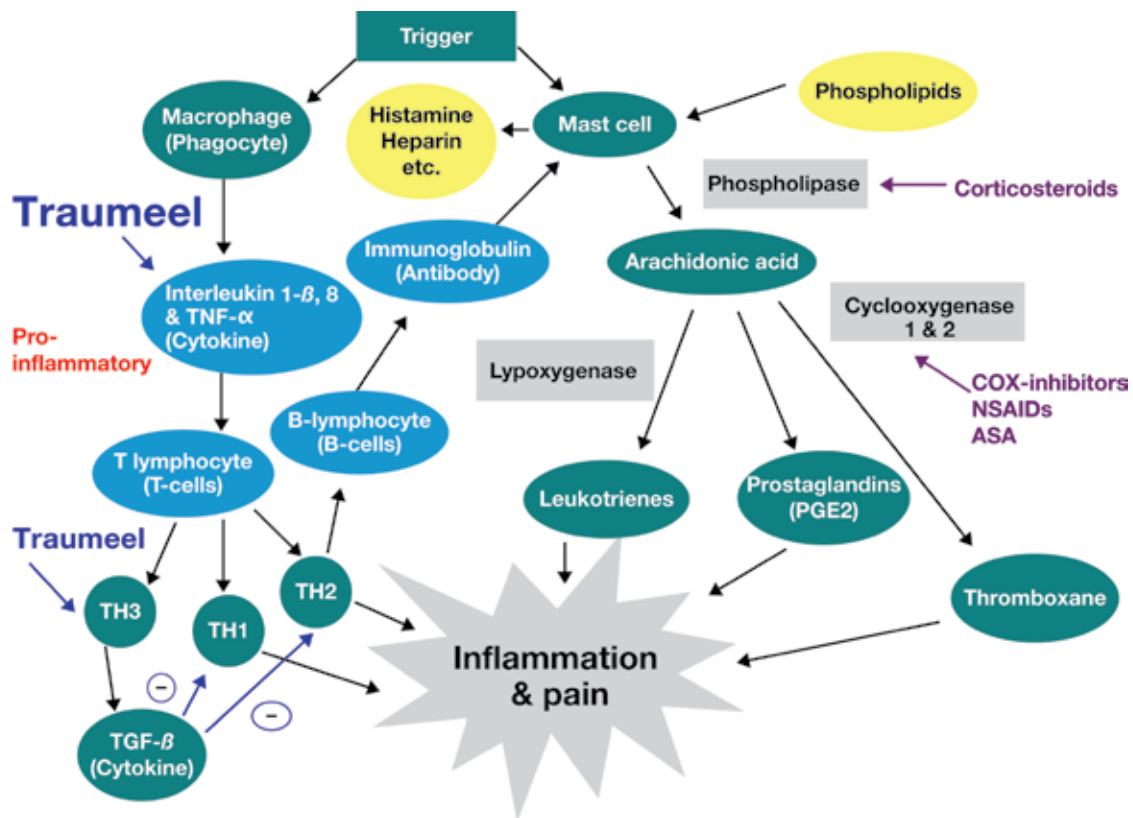 Trigger
Macrophage
(Phagocyte)
Histamine
Heparin
etc.
Mast cell
Phospholipids
Phospholipase
Corticosteroids
Traumeel
Immunoglobulin
(Antibody)
Arachidonic acid
Interleukin 1-ß, 8
& TNF-α
(Cytokine)
Pro-
inflammatory
Cyclooxygenase
1 & 2
Lypoxygenase
COX-inhibitors
NSAIDs
ASA
B-lymphocyte
(B-cells)
T lymphocyte
(T-cells)
Leukotrienes
Prostaglandins
(PGE2)
Traumeel
TH3
TH1
TH2
Thromboxane
Inflammation
& pain
−
−
TGF-ß
(Cytokine)